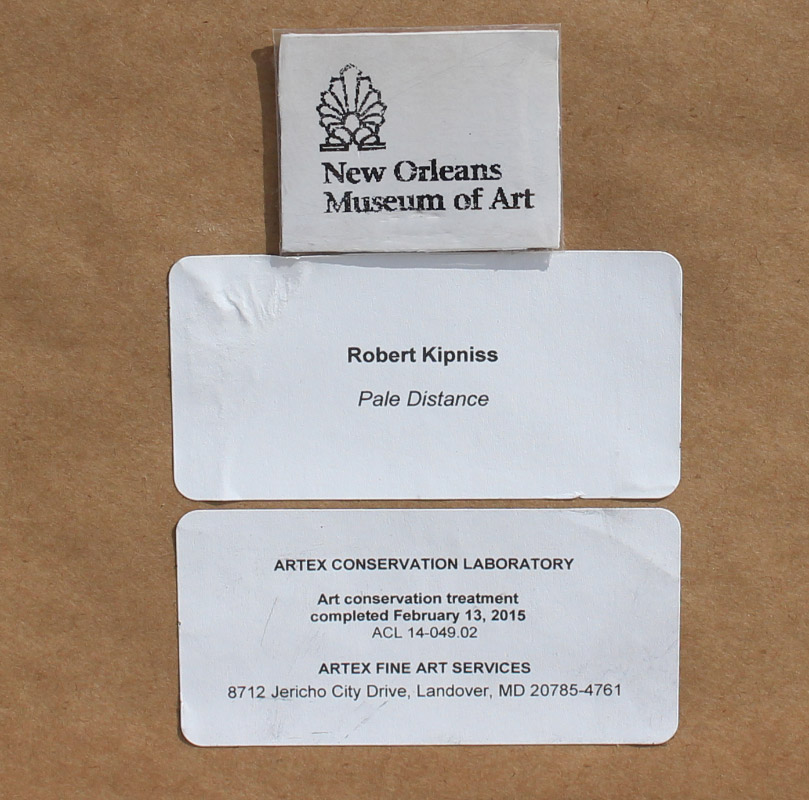 New Orleans
Museum of Art
Robert Kipniss
Pale Distance
ARTEX CONSERVATION LABORATORY
Art conservation treatment
completed February 13, 2015
ACL 14-049.02
ARTEX FINE ART SERVICES
8712 Jericho City Drive, Landover, MD 20785-4761